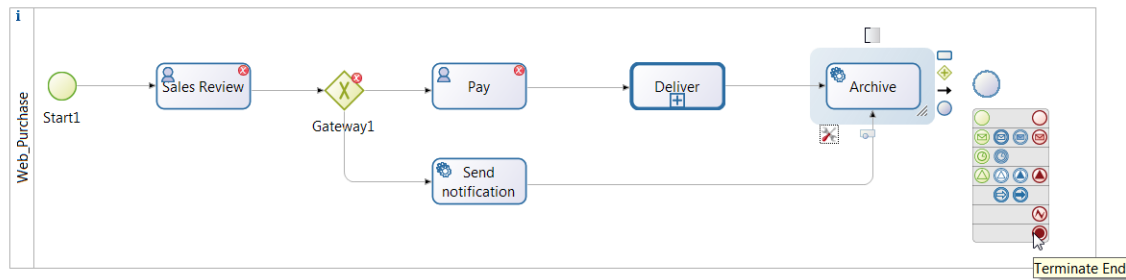 i
Web_Purchase
Start1
Sales Review
X
Gateway1
Pay
Deliver
Archive
Send
notification
Terminate End